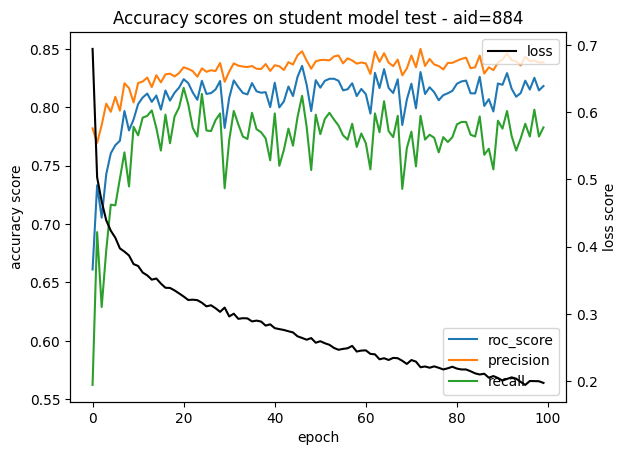 Accuracy scores on student model test - aid=884
accuracy score
0.85
0.80
0.75
0.70
0.65
0.60
0.55
0
20
40
60
80
100
epoch
0.7
0.6
0.5
0.4
0.3
0.2
loss score
loss
roc_score
precision
recall